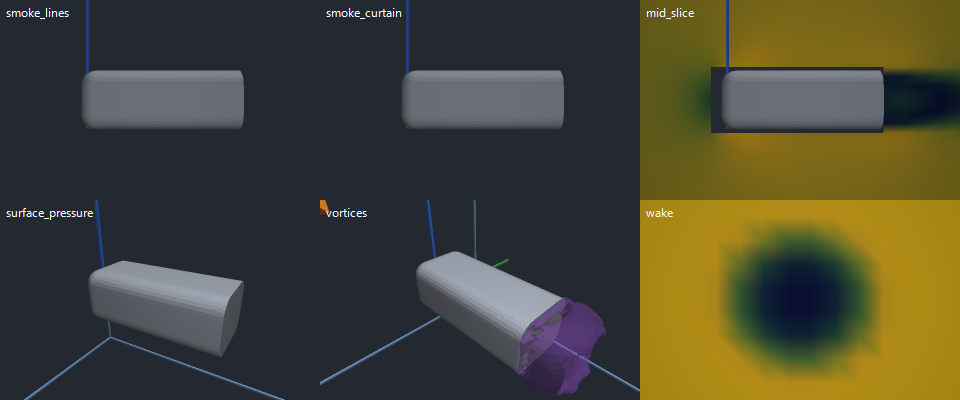 smoke_lines
smoke_curtain
mid_slice
surface_pressure
vortices
wake